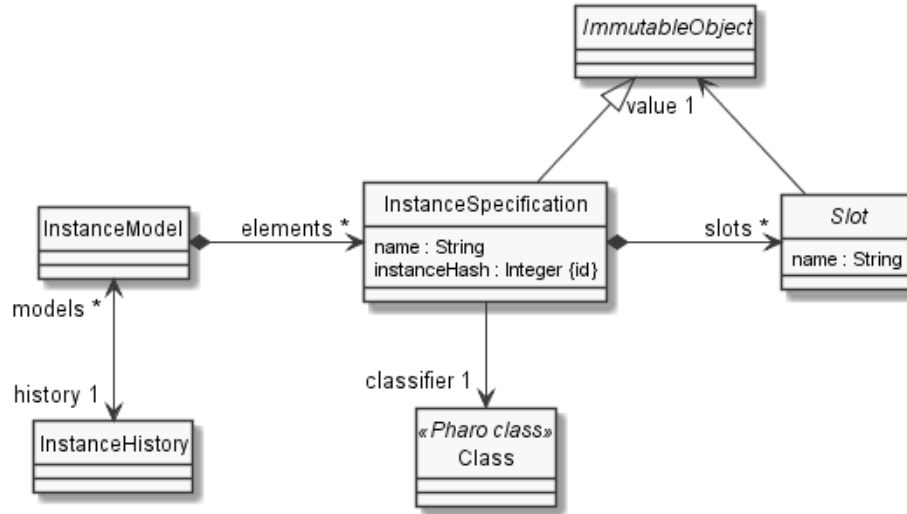 ImmutableObject
value 1
InstanceModel
elements *
InstanceSpecification
name : String
instanceHash : Integer {id}
slots *
Slot
name : String
models *
history 1
classifier 1
InstanceHistory
«Pharo class»
Class